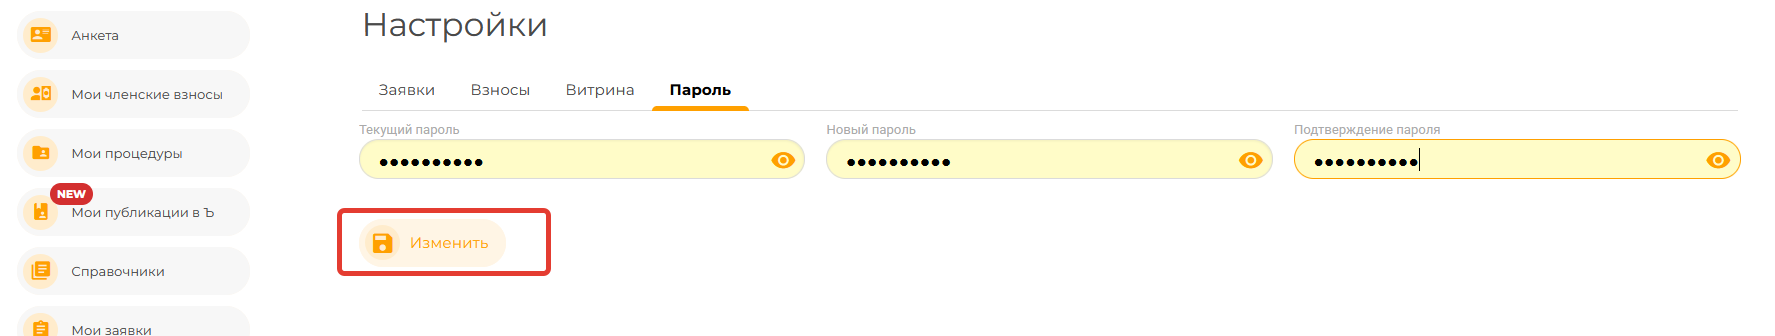 Настройки
Анкета
Мои членские взносы
Мои процедуры
NEW
Мои публикации в Ъ
Справочники
Мои заявки
Заявки Взносы Витрина Пароль
Текущий пароль Новый пароль Подтверждение пароля
•••••••••• •••••••••• ••••••••••
Изменить